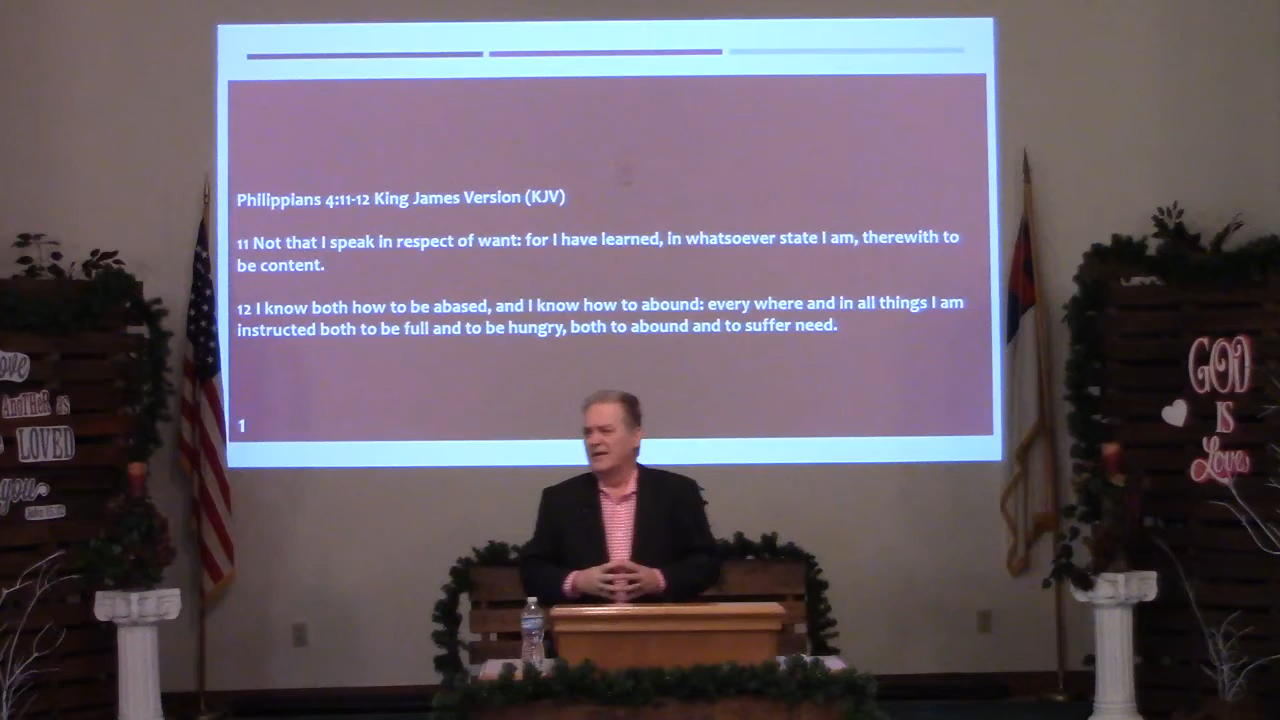 Philippians 4:11-12 King James Version (KJV)
11 Not that I speak in respect of want: for I have learned, in whatsoever state I am, therewith to
be content.
12 I know both how to be abased, and I know how to abound: every where and in all things I am
instructed both to be full and to be hungry, both to abound and to suffer need.
1
ANOTHER as
LOVED
you
GOD
IS
Love